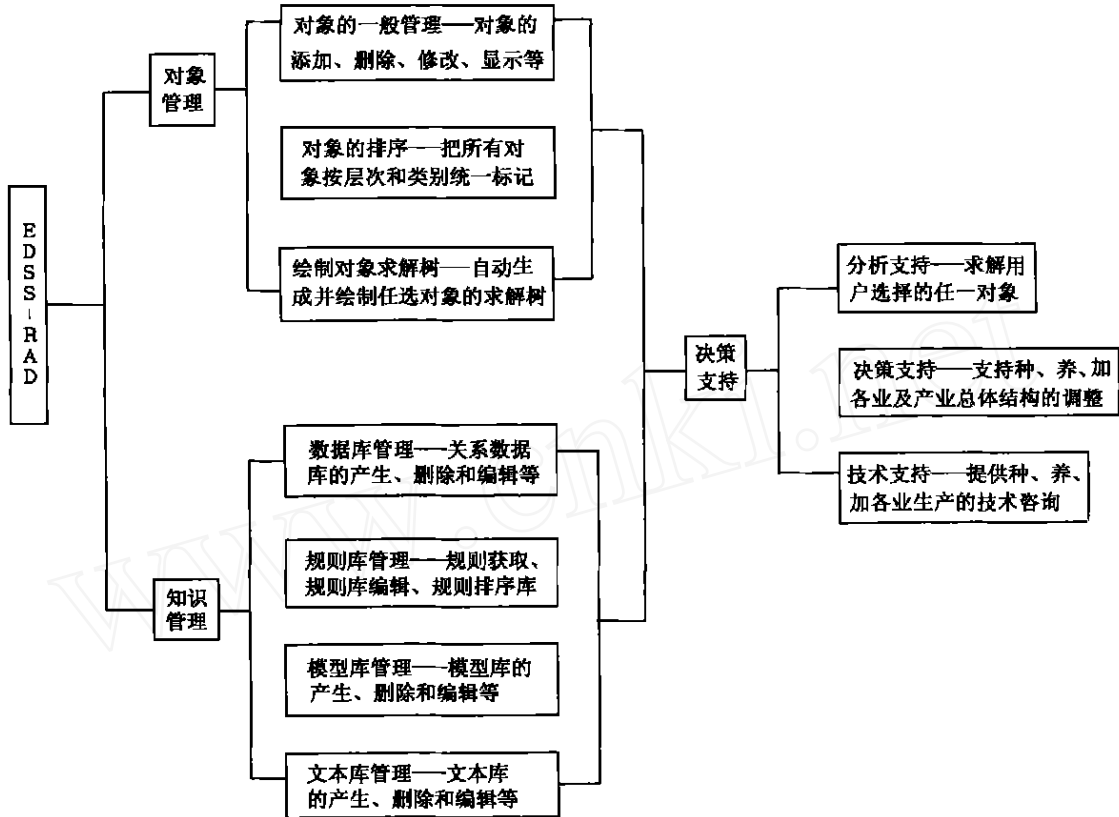 EDSS-RAD
对象
管理
对象的一般管理——对象的
添加、删除、修改、显示等
对象的排序——把所有对
象按层次和类别统一标记
绘制对象求解树——自动生
成并绘制任选对象的求解树
知识
管理
数据库管理——关系数据
库的产生、删除和编辑等
规则库管理——规则获取、
规则库编辑、规则排序库
模型库管理——模型库的
产生、删除和编辑等
文本库管理——文本库
的产生、删除和编辑等
决策
支持
分析支持——求解用
户选择的任一对象
决策支持——支持种、养、加
各业及产业总体结构的调整
技术支持——提供种、养、
加各业生产的技术咨询
www.cnki.net